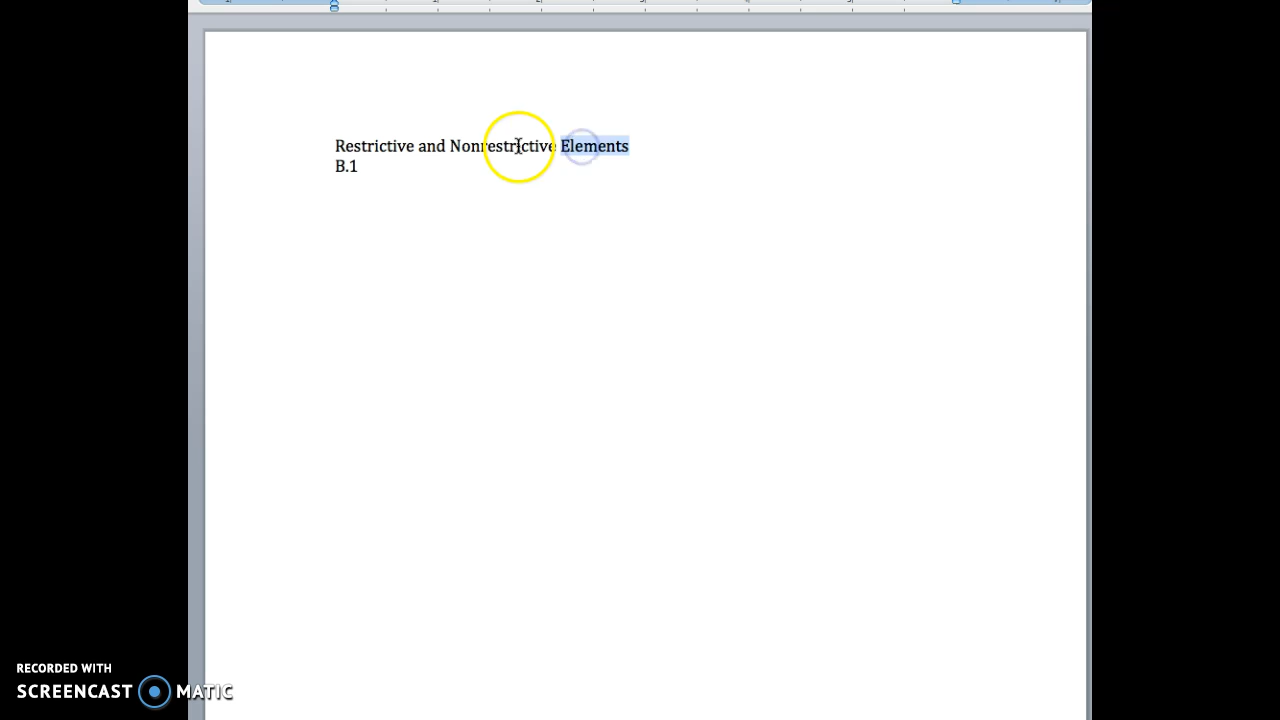 Restrictive and Nonrestrictive Elements
B.1
RECORDED WITH
SCREENCAST MATIC